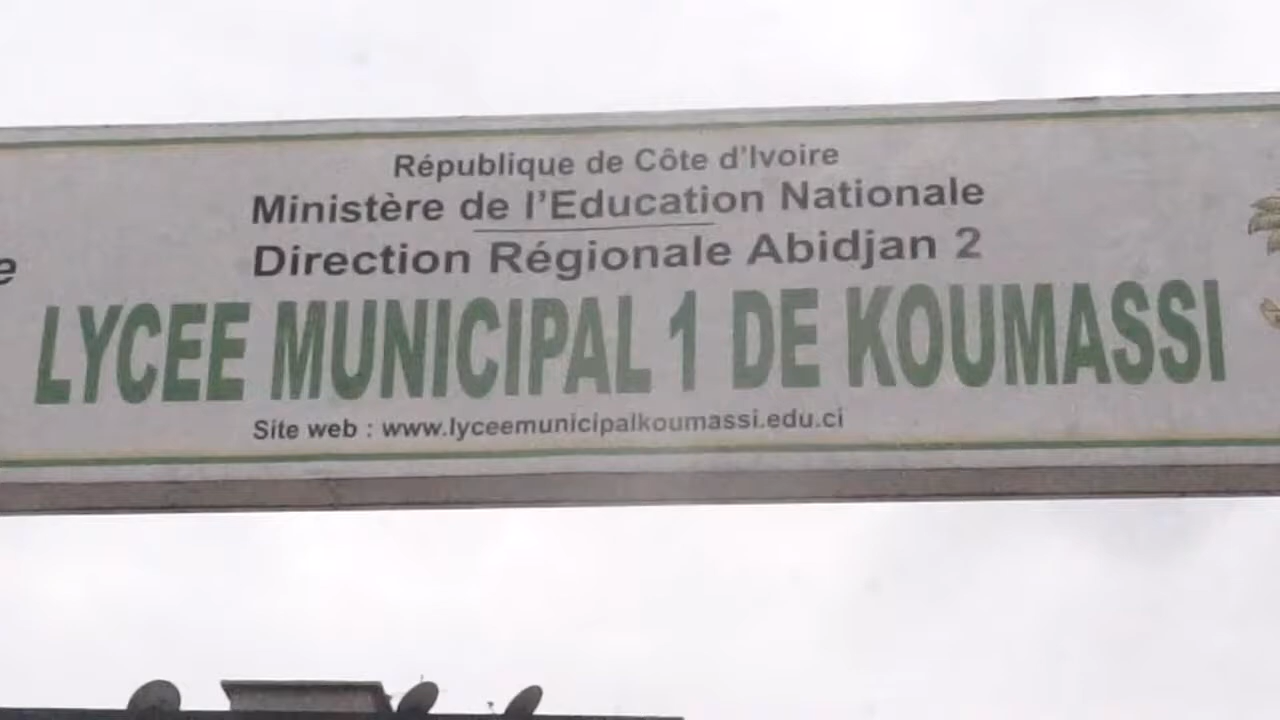 République de Côte d'Ivoire
Ministère de l'Education Nationale
Direction Régionale Abidjan 2
LYCEE MUNICIPAL 1 DE KOUMASSI
Site web : www.lyceemunicipalkoumassi.edu.ci